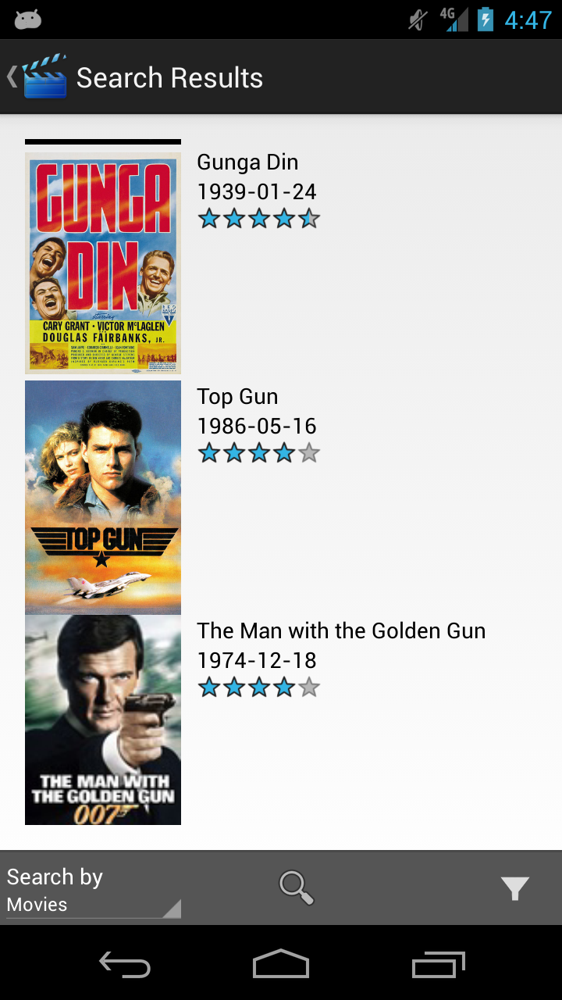 4G
4:47
Search Results
GUNGA
DIN
Starring
CARY GRANT · VICTOR McLAGLEN
DOUGLAS FAIRBANKS, JR.
Gunga Din
1939-01-24
TOP GUN
Top Gun
1986-05-16
THE MAN WITH
THE GOLDEN GUN
007
The Man with the Golden Gun
1974-12-18
Search by
Movies